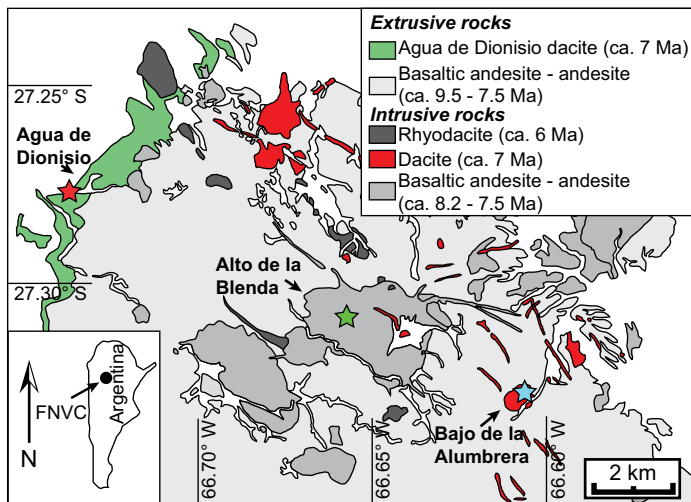 Extrusive rocks
Agua de Dionisio dacite (ca. 7 Ma)
Basaltic andesite - andesite
(ca. 9.5 - 7.5 Ma)
Intrusive rocks
Rhyodacite (ca. 6 Ma)
Dacite (ca. 7 Ma)
Basaltic andesite - andesite
(ca. 8.2 - 7.5 Ma)
27.25° S
Agua de
Dionisio
Alto de la
Blenda
27.30° S
Argentina
FNVC
N
66.70° W
66.65° W
66.60° W
Bajo de la
Alumbrera
2 km